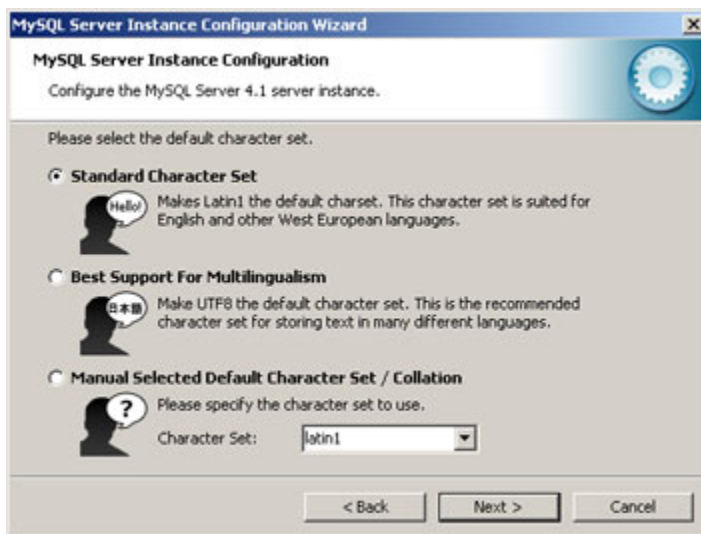 MySQL Server Instance Configuration Wizard
MySQL Server Instance Configuration
Configure the MySQL Server 4.1 server instance.
Please select the default character set.
Standard Character Set
Hello!
Makes Latin1 the default charset. This character set is suited for
English and other West European languages.
Best Support For Multilingualism
日本語
Make UTF8 the default character set. This is the recommended
character set for storing text in many different languages.
Manual Selected Default Character Set / Collation
?
Please specify the character set to use.
Character Set: latin1
< Back Next > Cancel